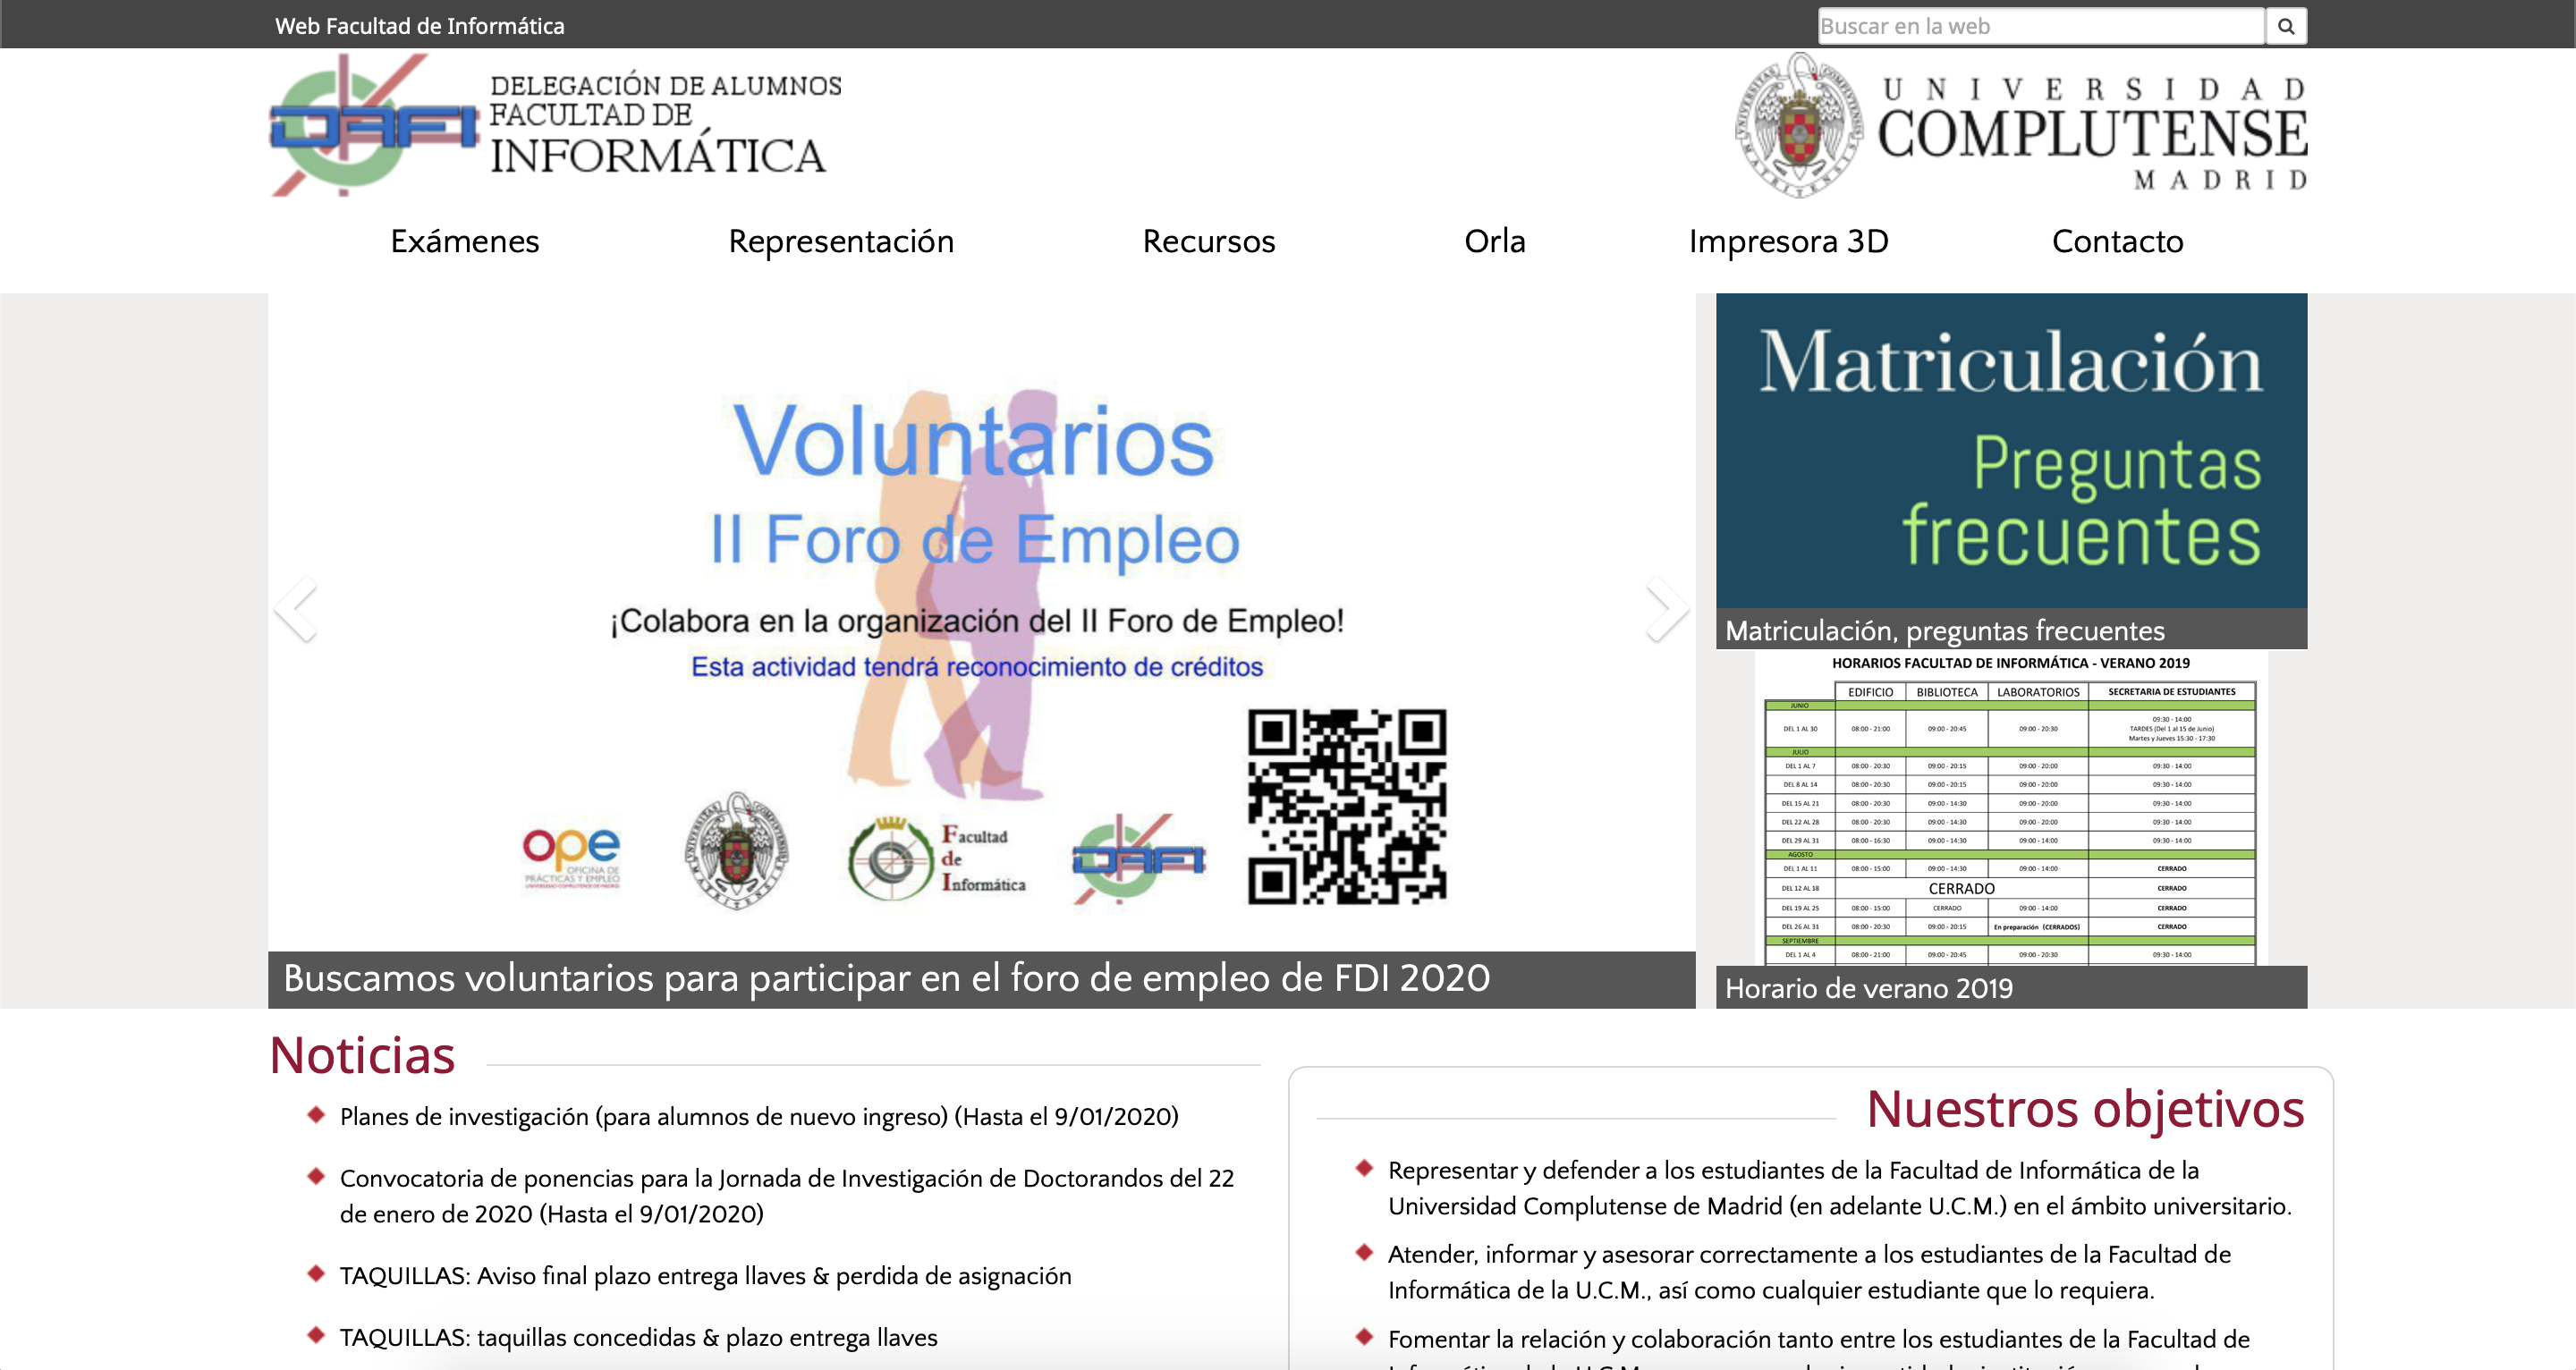 Web Facultad de Informática
Buscar en la web
DAFI
DELEGACIÓN DE ALUMNOS
FACULTAD DE
INFORMÁTICA
UNIVERSIDAD
COMPLUTENSE
MADRID
Exámenes
Representación
Recursos
Orla
Impresora 3D
Contacto
Voluntarios
II Foro de Empleo
¡Colabora en la organización del II Foro de Empleo!
Esta actividad tendrá reconocimiento de créditos
ope
OFICINA DE
PRÁCTICAS Y EMPLEO
UNIVERSIDAD COMPLUTENSE DE MADRID
Facultad
de
Informática
DAFI
Buscamos voluntarios para participar en el foro de empleo de FDI 2020
Matriculación
Preguntas
frecuentes
Matriculación, preguntas frecuentes
HORARIOS FACULTAD DE INFORMÁTICA - VERANO 2019
EDIFICIO BIBLIOTECA LABORATORIOS SECRETARIA DE ESTUDIANTES
JUNIO
DEL 1 AL 30 08:00 - 21:00 09:00 - 20:45 09:00 - 20:30 09:30 - 14:00
TARDES (Del 1 al 15 de Junio)
Martes y Jueves 15:30 - 17:30
JULIO
DEL 1 AL 7 08:00 - 20:30 09:00 - 20:15 09:00 - 20:00 09:30 - 14:00
DEL 8 AL 14 08:00 - 20:30 09:00 - 20:15 09:00 - 20:00 09:30 - 14:00
DEL 15 AL 21 08:00 - 20:30 09:00 - 14:30 09:00 - 20:00 09:30 - 14:00
DEL 22 AL 28 08:00 - 20:30 09:00 - 14:30 09:00 - 20:00 09:30 - 14:00
DEL 29 AL 31 08:00 - 16:30 09:00 - 14:30 09:00 - 14:00 09:30 - 14:00
AGOSTO
DEL 1 AL 11 08:00 - 15:00 09:00 - 14:30 09:00 - 14:00 CERRADO
DEL 12 AL 18 CERRADO CERRADO
DEL 19 AL 25 08:00 - 15:00 CERRADO 09:00 - 14:00 CERRADO
DEL 26 AL 31 08:00 - 20:30 09:00 - 20:15 En preparación (CERRADOS) CERRADO
SEPTIEMBRE
DEL 1 AL 4 08:00 - 21:00 09:00 - 20:45 09:00 - 20:30 09:30 - 14:00
Horario de verano 2019
Noticias
Planes de investigación (para alumnos de nuevo ingreso) (Hasta el 9/01/2020)
Convocatoria de ponencias para la Jornada de Investigación de Doctorandos del 22
de enero de 2020 (Hasta el 9/01/2020)
TAQUILLAS: Aviso final plazo entrega llaves & perdida de asignación
TAQUILLAS: taquillas concedidas & plazo entrega llaves
Nuestros objetivos
Representar y defender a los estudiantes de la Facultad de Informática de la
Universidad Complutense de Madrid (en adelante U.C.M.) en el ámbito universitario.
Atender, informar y asesorar correctamente a los estudiantes de la Facultad de
Informática de la U.C.M., así como cualquier estudiante que lo requiera.
Fomentar la relación y colaboración tanto entre los estudiantes de la Facultad de